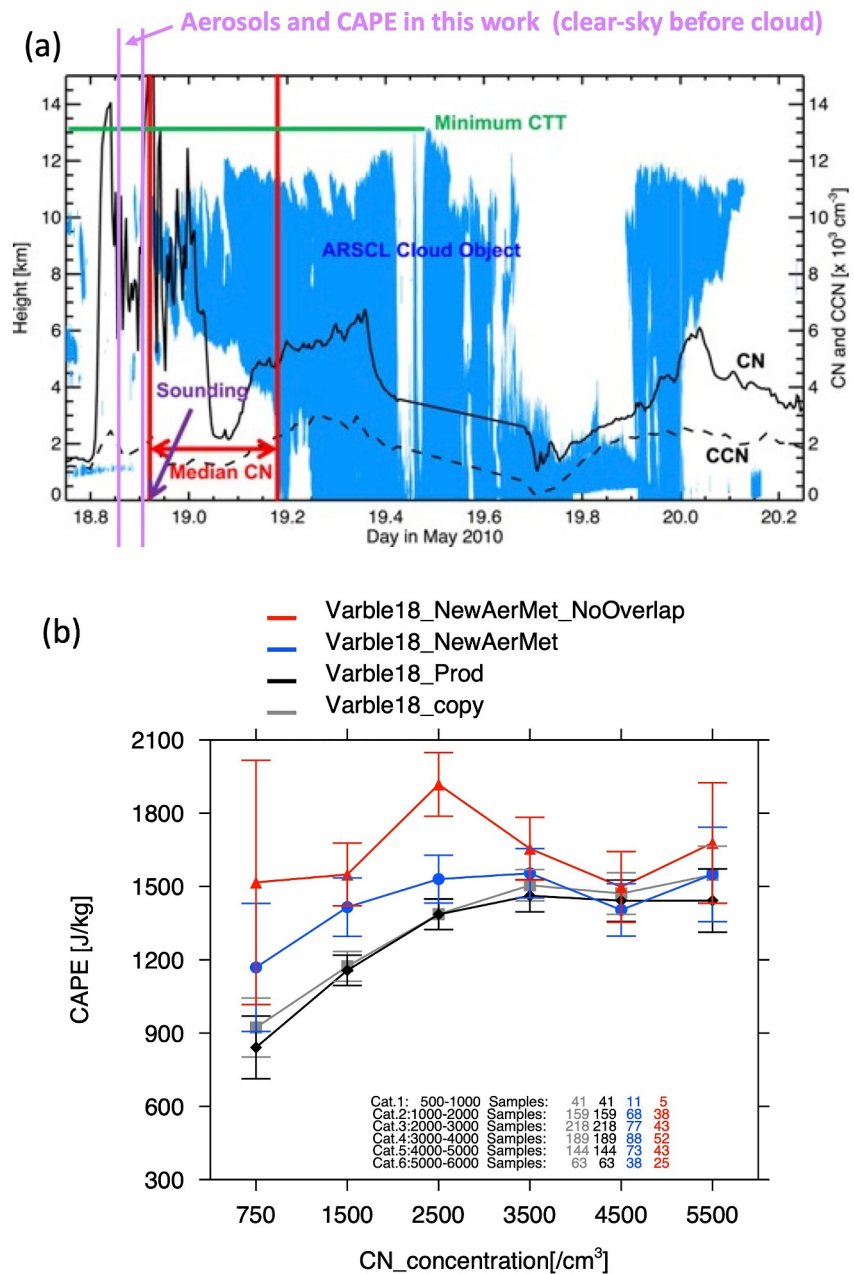 Aerosols and CAPE in this work (clear-sky before cloud)
(a)
14
12
10
8
6
4
2
0
Height [km]
Minimum CTT
ARSCL Cloud Object
Sounding
Median CN
CN
CCN
14
12
10
8
6
4
2
0
CN and CCN [x 10³ cm⁻³]
18.8 19.0 19.2 19.4 19.6 19.8 20.0 20.2
Day in May 2010
(b)
Varble18_NewAerMet_NoOverlap
Varble18_NewAerMet
Varble18_Prod
Varble18_copy
2100
1800
1500
1200
900
600
300
CAPE [J/kg]
Cat.1: 500-1000 Samples: 41 41 11 5
Cat.2:1000-2000 Samples: 159 159 68 38
Cat.3:2000-3000 Samples: 218 218 77 43
Cat.4:3000-4000 Samples: 189 189 88 52
Cat.5:4000-5000 Samples: 144 144 73 43
Cat.6:5000-6000 Samples: 63 63 38 25
750 1500 2500 3500 4500 5500
CN_concentration[/cm³]